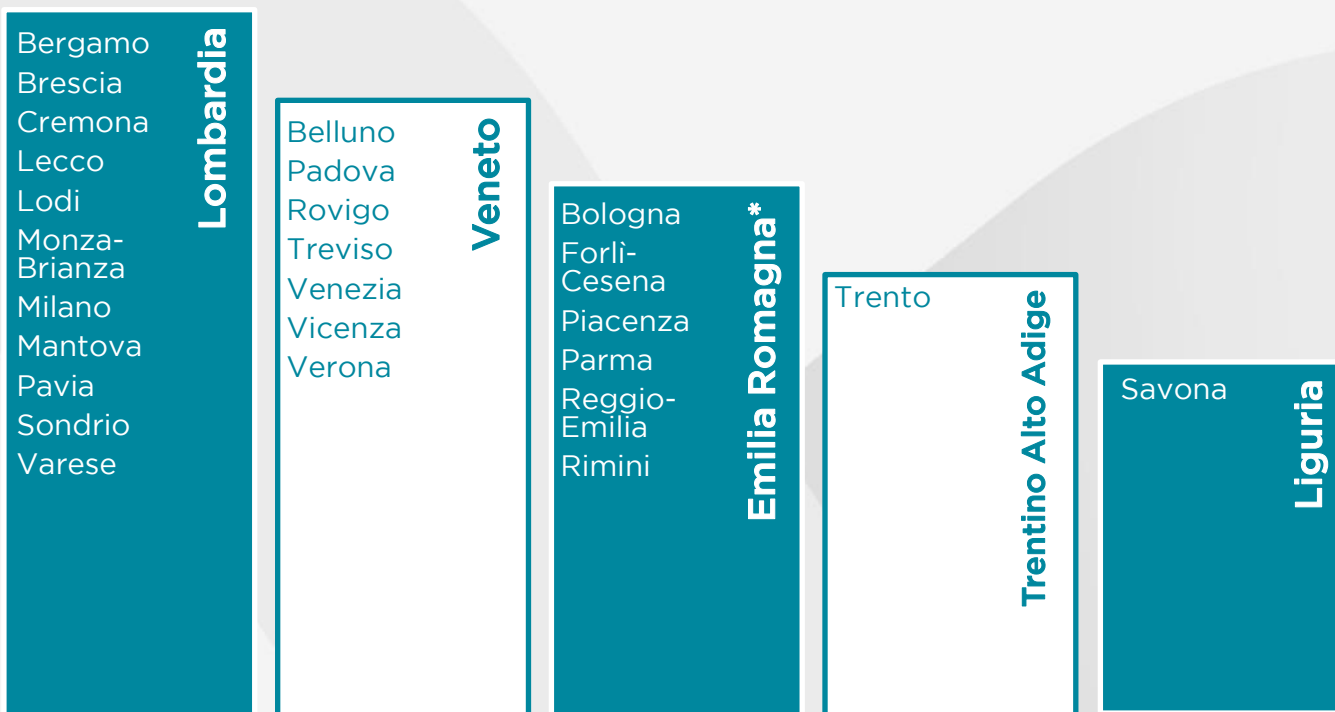 Lombardia
Bergamo
Brescia
Cremona
Lecco
Lodi
Monza-
Brianza
Milano
Mantova
Pavia
Sondrio
Varese
Veneto
Belluno
Padova
Rovigo
Treviso
Venezia
Vicenza
Verona
Emilia Romagna*
Bologna
Forlì-
Cesena
Piacenza
Parma
Reggio-
Emilia
Rimini
Trentino Alto Adige
Trento
Liguria
Savona